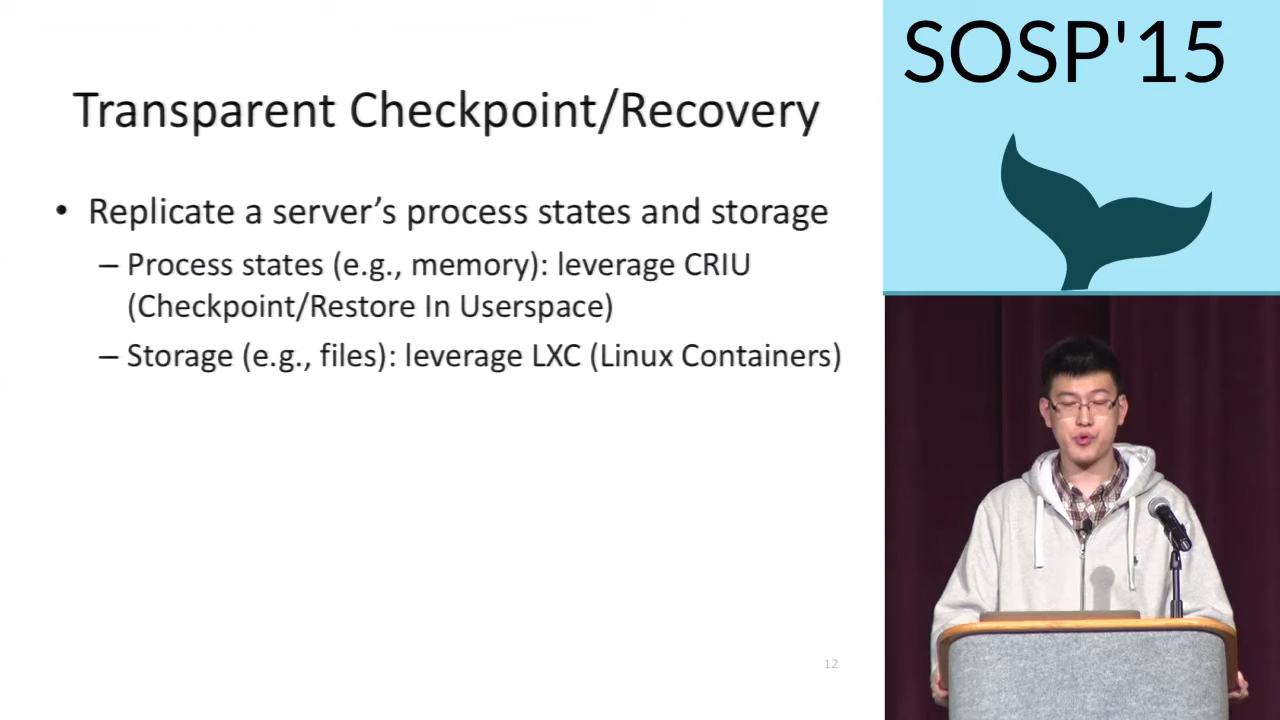 SOSP'15
Transparent Checkpoint/Recovery
• Replicate a server's process states and storage
– Process states (e.g., memory): leverage CRIU
(Checkpoint/Restore In Userspace)
– Storage (e.g., files): leverage LXC (Linux Containers)
12